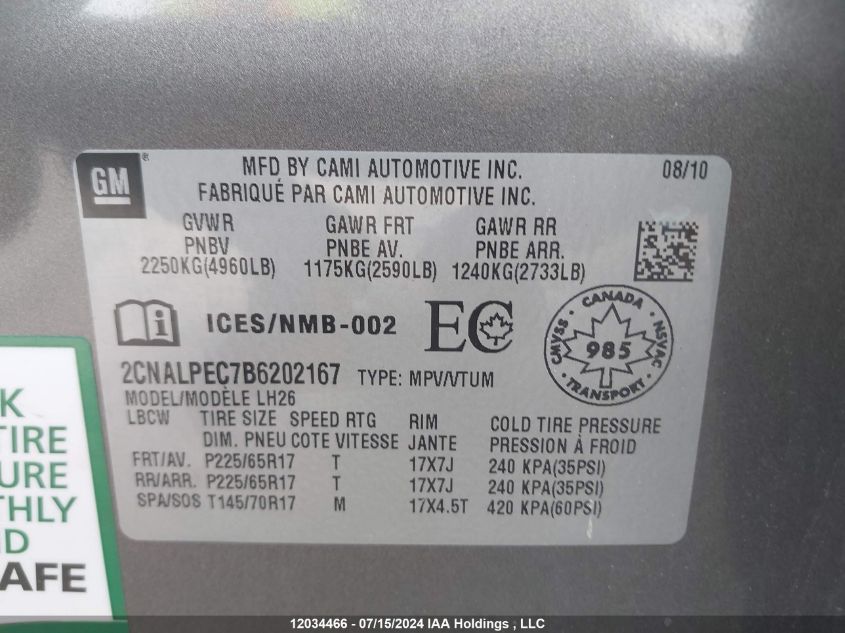 GM ®
MFD BY CAMI AUTOMOTIVE INC. 08/10
FABRIQUÉ PAR CAMI AUTOMOTIVE INC.
GVWR GAWR FRT GAWR RR
PNBV PNBE AV. PNBE ARR.
2250KG(4960LB) 1175KG(2590LB) 1240KG(2733LB)
ICES/NMB-002 EC
CANADA
CMVSS 985 NSVAC
TRANSPORT
2CNALPEC7B6202167 TYPE: MPV/VTUM
MODEL/MODÈLE LH26
LBCW TIRE SIZE SPEED RTG RIM COLD TIRE PRESSURE
DIM. PNEU COTE VITESSE JANTE PRESSION À FROID
FRT/AV. P225/65R17 T 17X7J 240 KPA(35PSI)
RR/ARR. P225/65R17 T 17X7J 240 KPA(35PSI)
SPA/SOS T145/70R17 M 17X4.5T 420 KPA(60PSI)
K
TIRE
URE
THLY
D
AFE
12034466 - 07/15/2024 IAA Holdings , LLC